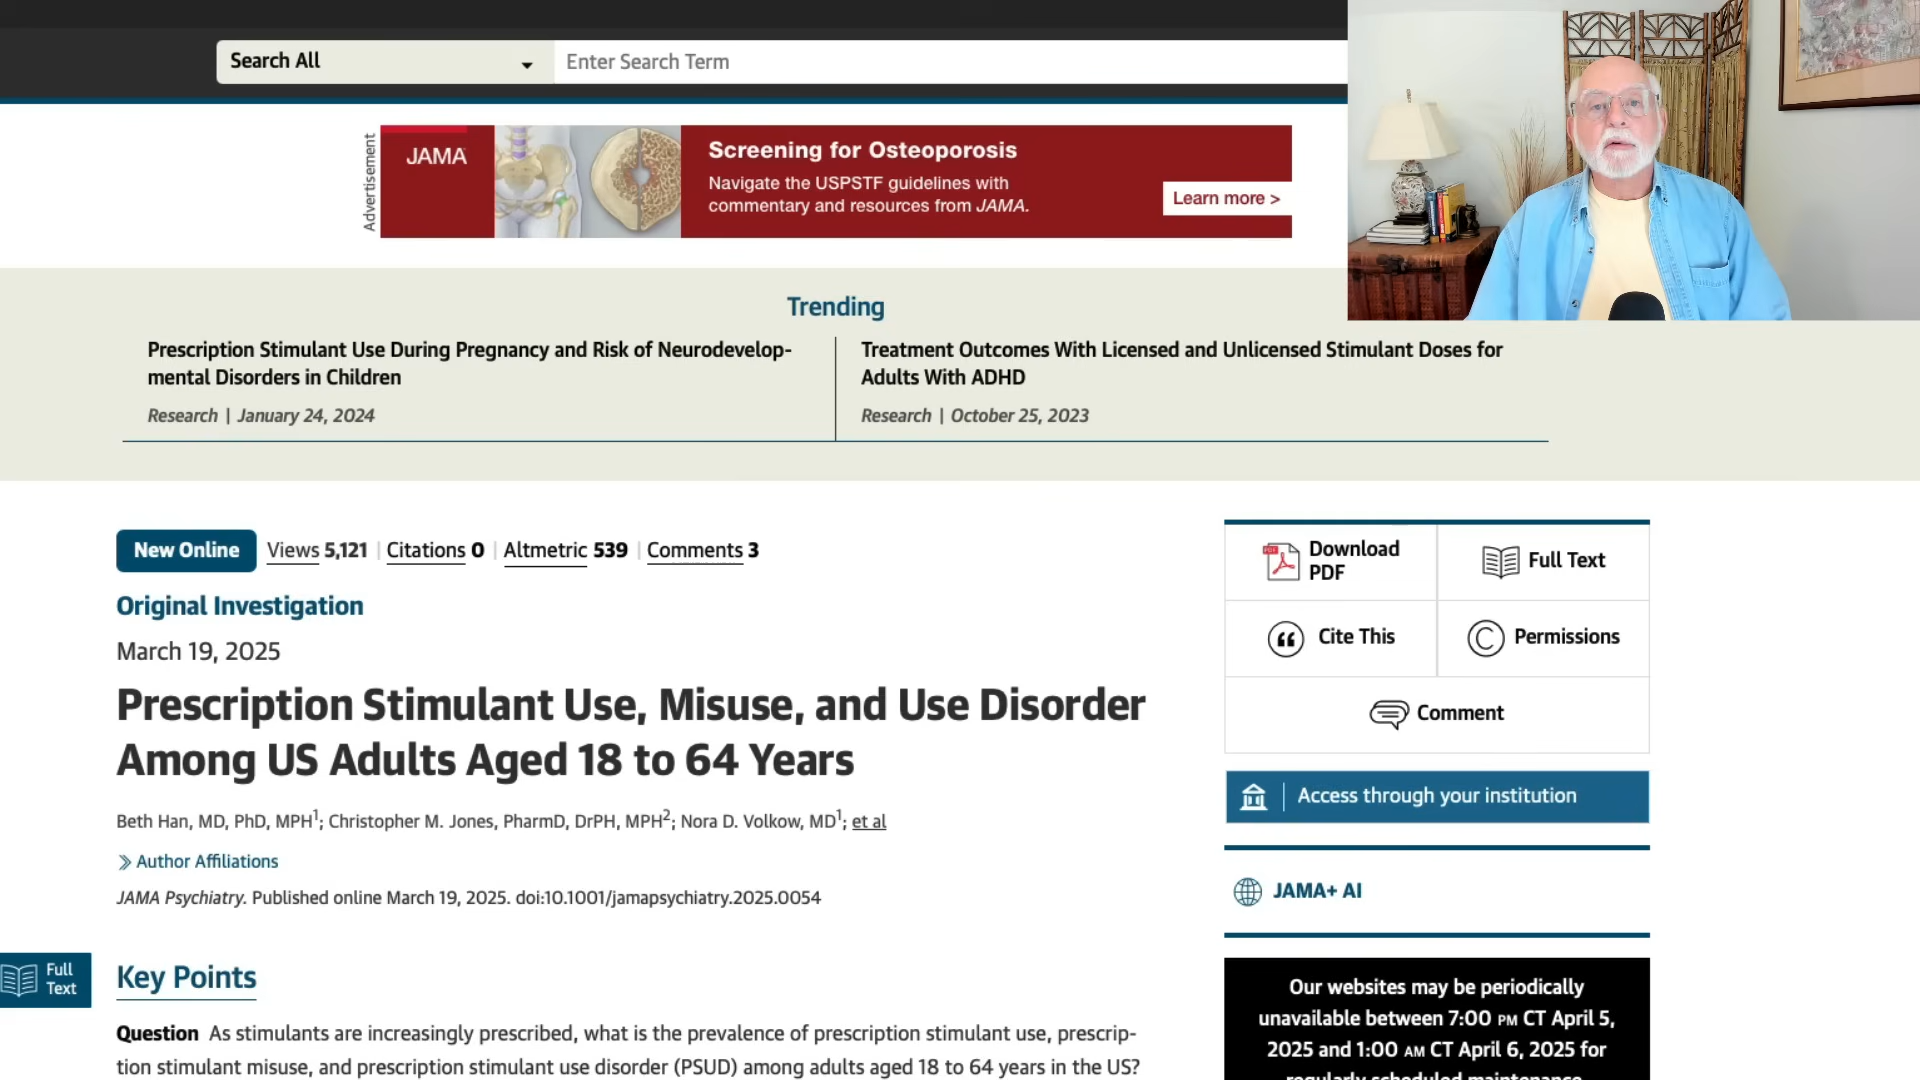 Search All
Enter Search Term
Advertisement
JAMA
Screening for Osteoporosis
Navigate the USPSTF guidelines with
commentary and resources from JAMA.
Learn more >
Trending
Prescription Stimulant Use During Pregnancy and Risk of Neurodevelop-
mental Disorders in Children
Research | January 24, 2024
Treatment Outcomes With Licensed and Unlicensed Stimulant Doses for
Adults With ADHD
Research | October 25, 2023
New Online Views 5,121 | Citations 0 | Altmetric 539 | Comments 3
Original Investigation
March 19, 2025
Prescription Stimulant Use, Misuse, and Use Disorder
Among US Adults Aged 18 to 64 Years
Beth Han, MD, PhD, MPH1; Christopher M. Jones, PharmD, DrPH, MPH2; Nora D. Volkow, MD1; et al
Author Affiliations
JAMA Psychiatry. Published online March 19, 2025. doi:10.1001/jamapsychiatry.2025.0054
Full
Text
Key Points
Question As stimulants are increasingly prescribed, what is the prevalence of prescription stimulant use, prescrip-
tion stimulant misuse, and prescription stimulant use disorder (PSUD) among adults aged 18 to 64 years in the US?
PDF
Download
PDF
Full Text
Cite This
Permissions
Comment
Access through your institution
JAMA+ AI
Our websites may be periodically
unavailable between 7:00 PM CT April 5,
2025 and 1:00 AM CT April 6, 2025 for
regularly scheduled maintenance